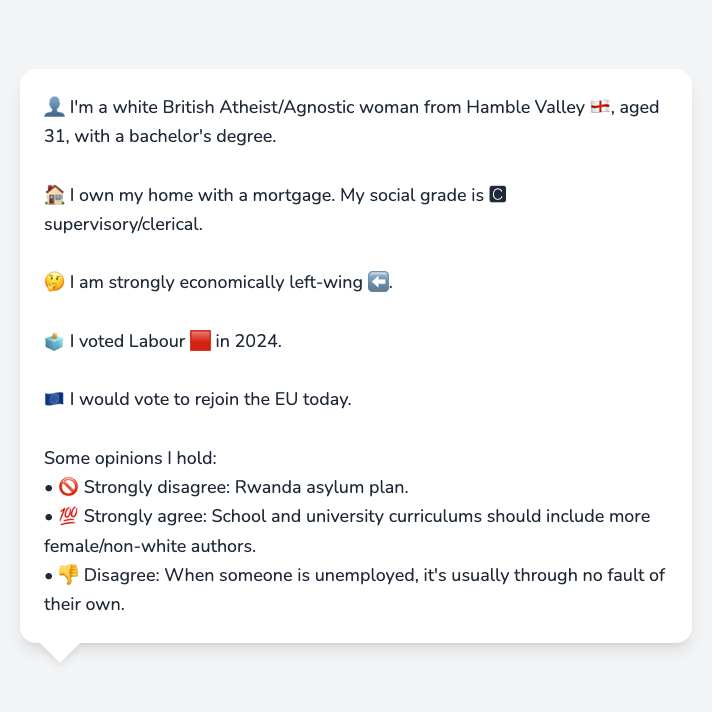 👤 I'm a white British Atheist/Agnostic woman from Hamble Valley 🏴󠁧󠁢󠁥󠁮󠁧󠁿, aged
31, with a bachelor's degree.
🏠 I own my home with a mortgage. My social grade is C
supervisory/clerical.
🤔 I am strongly economically left-wing ⬅️.
🗳️ I voted Labour 🟥 in 2024.
🇪🇺 I would vote to rejoin the EU today.
Some opinions I hold:
• 🚫 Strongly disagree: Rwanda asylum plan.
• 💯 Strongly agree: School and university curriculums should include more
female/non-white authors.
• 👎 Disagree: When someone is unemployed, it's usually through no fault of
their own.